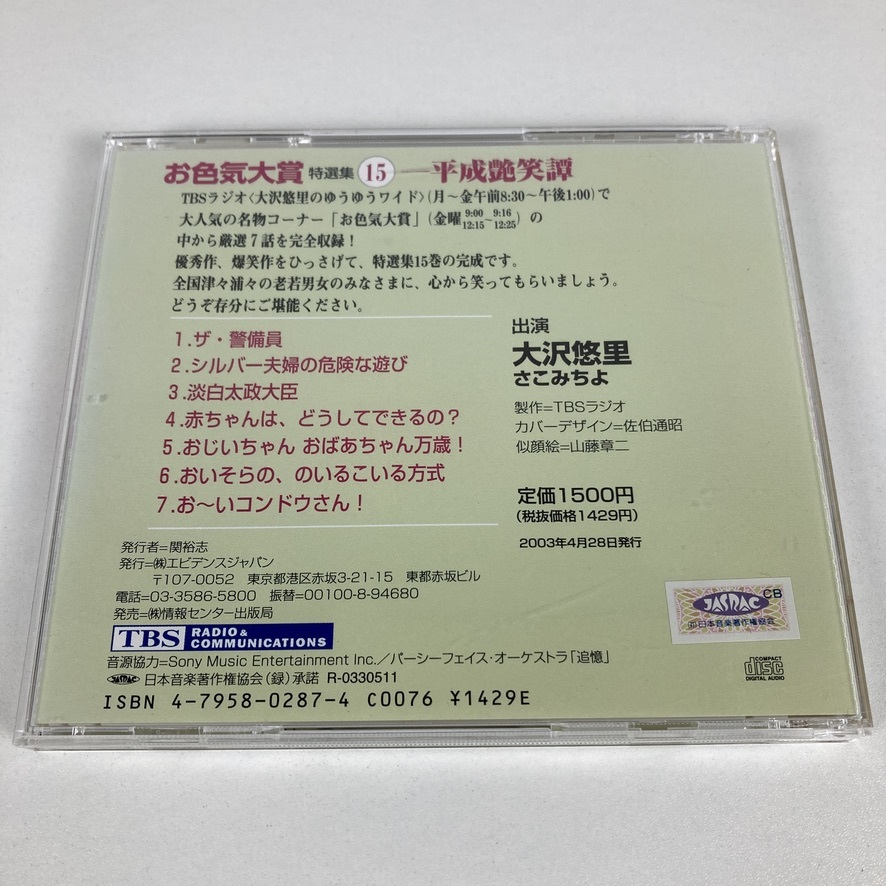 お色気大賞 特選集 15 ―平成艶笑譚
TBSラジオ〈大沢悠里のゆうゆうワイド〉(月～金午前8:30～午後1:00)で
大人気の名物コーナー「お色気大賞」(金曜 9:00～9:16 12:15～12:25) の
中から厳選7話を完全収録！
優秀作、爆笑作をひっさげて、特選集15巻の完成です。
全国津々浦々の老若男女のみなさまに、心から笑ってもらいましょう。
どうぞ存分にご堪能ください。
1.ザ・警備員
2.シルバー夫婦の危険な遊び
3.淡白太政大臣
4.赤ちゃんは、どうしてできるの？
5.おじいちゃん おばあちゃん万歳！
6.おいそらの、のいるこいる方式
7.お〜いコンドウさん！
出演
大沢悠里
さこみちよ
製作=TBSラジオ
カバーデザイン=佐伯通昭
似顔絵=山藤章二
定価1500円
(税抜価格1429円)
2003年4月28日発行
発行者=関裕志
発行=㈱エビデンスジャパン
〒107-0052 東京都港区赤坂3-21-15 東都赤坂ビル
電話=03-3586-5800 振替=00100-8-94680
発売=㈱情報センター出版局
TBS RADIO & COMMUNICATIONS
音源協力=Sony Music Entertainment Inc.／パーシーフェイス・オーケストラ「追憶」
JASRAC 日本音楽著作権協会(録)承諾 R-0330511
ISBN 4-7958-0287-4 C0076 ¥1429E
CB
JASRAC
㈳日本音楽著作権協会
COMPACT
disc
DIGITAL AUDIO